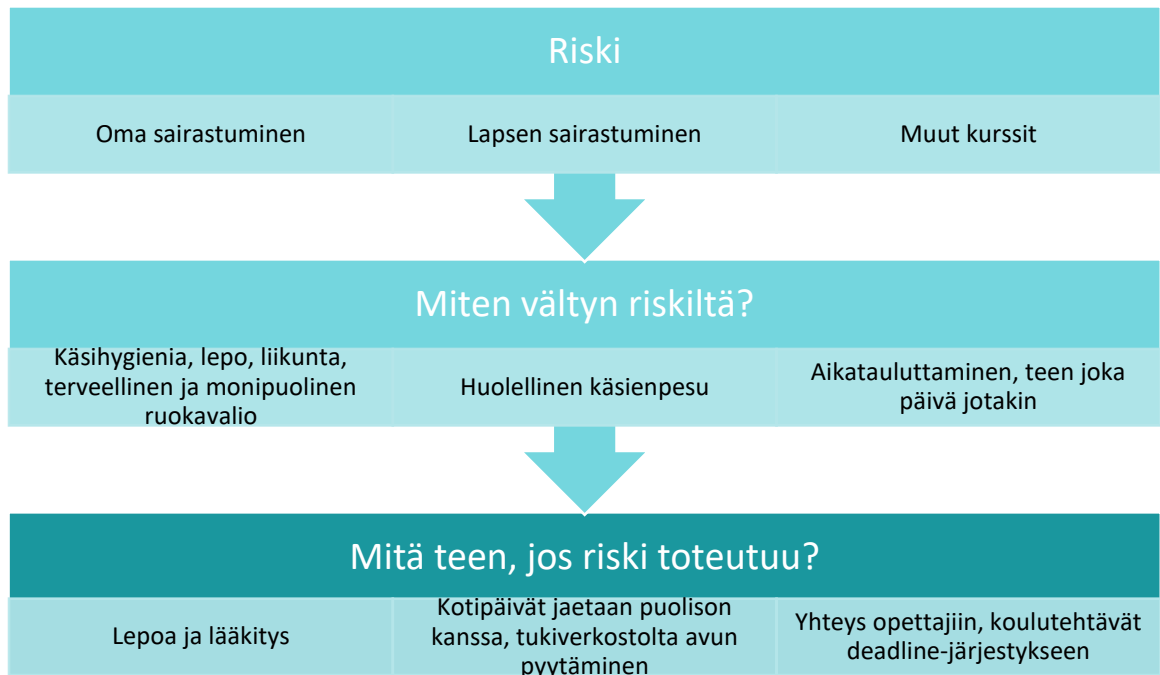 Riski
Oma sairastuminen
Lapsen sairastuminen
Muut kurssit
Miten vältyn riskiltä?
Käsihygienia, lepo, liikunta,
terveellinen ja monipuolinen
ruokavalio
Huolellinen käsienpesu
Aikatauluttaminen, teen joka
päivä jotakin
Mitä teen, jos riski toteutuu?
Lepoa ja lääkitys
Kotipäivät jaetaan puolison
kanssa, tukiverkostolta avun
pyytäminen
Yhteys opettajiin, koulutehtävät
deadline-järjestykseen